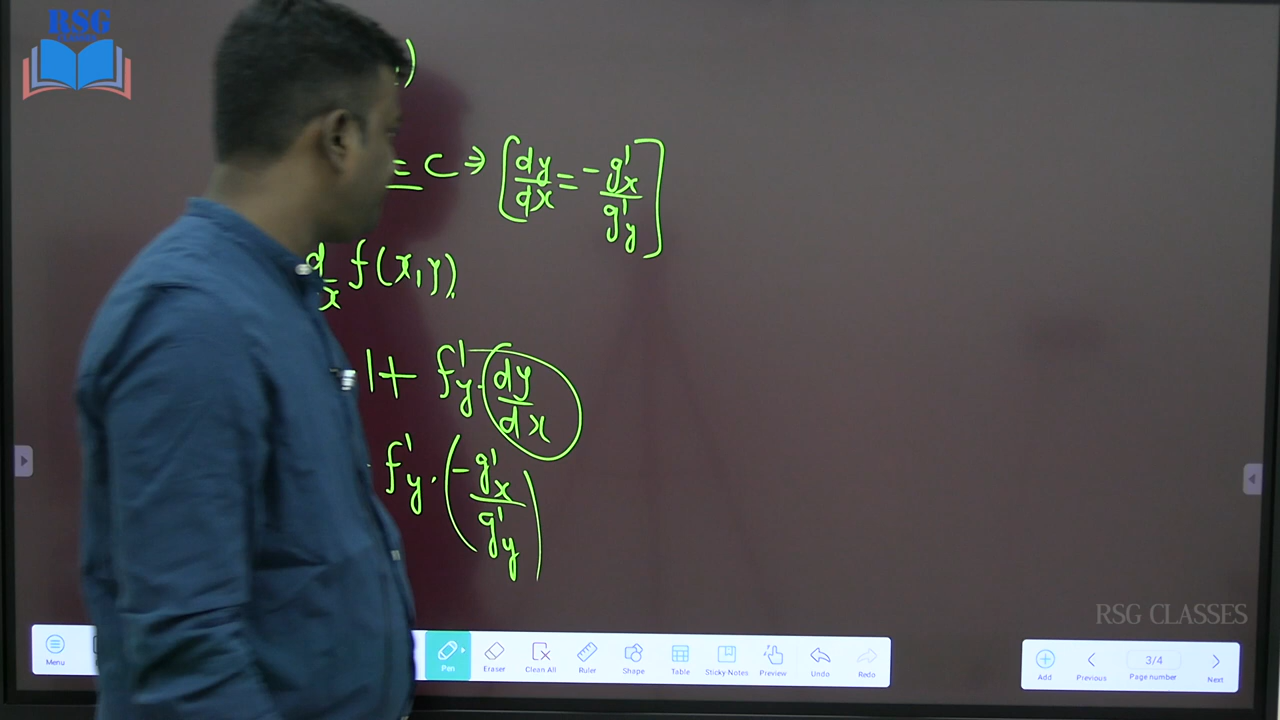 RSG
)
= C ⇒ [dy/dx = -g'x/g'y]
d/x f(x,y).
1 + f'y. dy/dx
f'y. (-g'x/g'y)
RSG CLASSES
Menu
Pen
Eraser
Clean All
Ruler
Shape
Table
Sticky-Notes
Preview
Undo
Redo
Add
Previous
3/4
Page number
Next